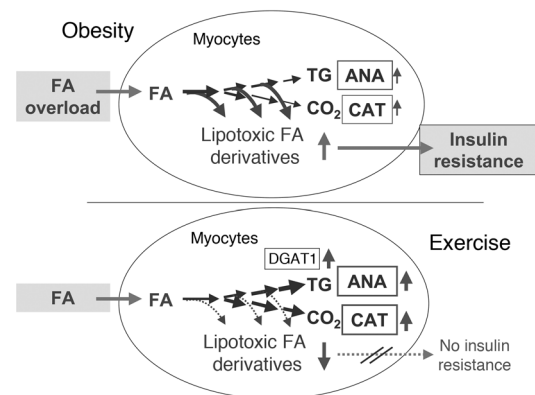 Obesity
Myocytes
FA
overload
FA
TG ANA
CO2 CAT
Lipotoxic FA
derivatives
Insulin
resistance
Myocytes
Exercise
DGAT1
FA
FA
TG ANA
CO2 CAT
Lipotoxic FA
derivatives
No insulin
resistance